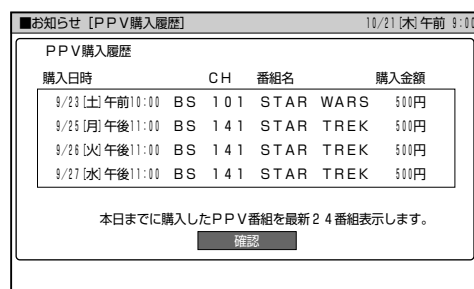 ■お知らせ［PPV購入履歴］ 10/21[木]午前 9:00
PPV購入履歴
購入日時 CH 番組名 購入金額
9/23[土]午前10:00 BS 101 STAR WARS 500円
9/25[月]午後11:00 BS 141 STAR TREK 500円
9/26[火]午後11:00 BS 141 STAR TREK 500円
9/27[水]午後11:00 BS 141 STAR TREK 500円
本日までに購入したPPV番組を最新24番組表示します。
確認